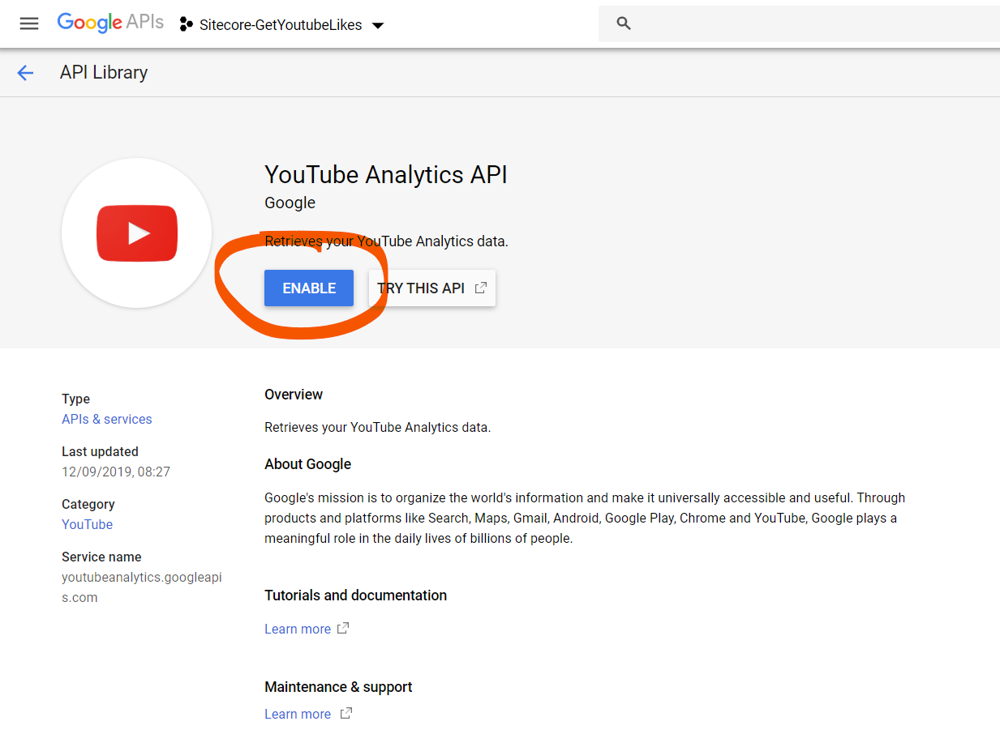 Google APIs Sitecore-GetYoutubeLikes
API Library
YouTube Analytics API
Google
Retrieves your YouTube Analytics data.
ENABLE TRY THIS API
Type
APIs & services
Last updated
12/09/2019, 08:27
Category
YouTube
Service name
youtubeanalytics.googleapi
s.com
Overview
Retrieves your YouTube Analytics data.
About Google
Google's mission is to organize the world's information and make it universally accessible and useful. Through
products and platforms like Search, Maps, Gmail, Android, Google Play, Chrome and YouTube, Google plays a
meaningful role in the daily lives of billions of people.
Tutorials and documentation
Learn more
Maintenance & support
Learn more